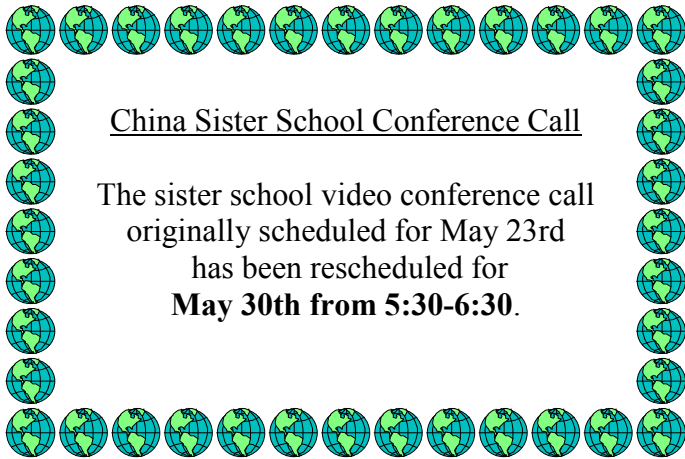 China Sister School Conference Call
The sister school video conference call
originally scheduled for May 23rd
has been rescheduled for
May 30th from 5:30-6:30.